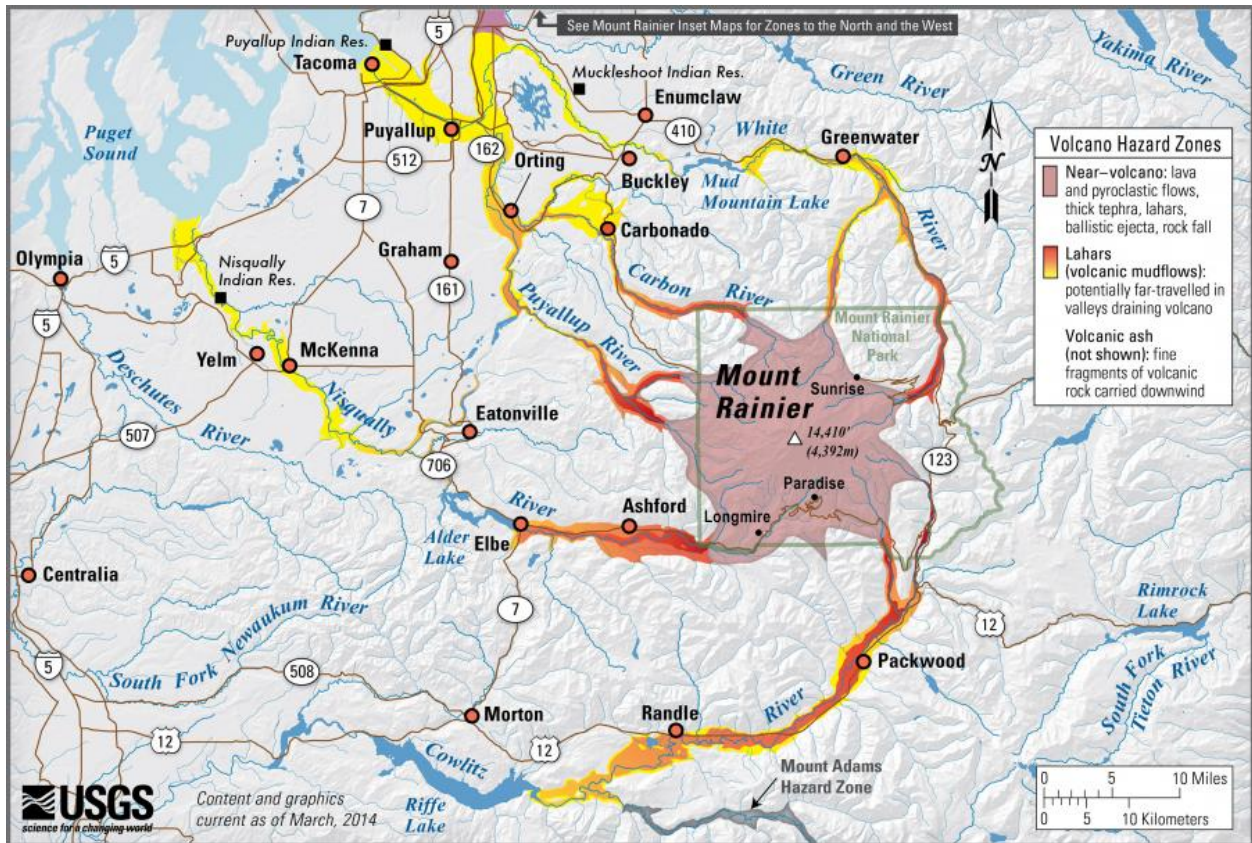 See Mount Rainier Inset Maps for Zones to the North and the West
5
Puyallup Indian Res.
Tacoma
Muckleshoot Indian Res.
Green River
Yakima River
Enumclaw
410
White
Greenwater
Puget
Sound
Puyallup
162
512
Orting
Buckley
Mud
Mountain Lake
River
N
7
Carbonado
Graham
161
Olympia
5
Nisqually
Indian Res.
Carbon
River
Puyallup
River
Mount Rainier
National
Park
5
Yelm
McKenna
Deschutes
River
Nisqually
River
Mount
Rainier
Sunrise
14,410'
(4,392m)
507
Eatonville
706
123
Paradise
Longmire
Ashford
Alder
Lake
Elbe
Centralia
7
South Fork Newaukum River
508
5
12
Morton
Randle
River
Packwood
12
Rimrock
Lake
South Fork
Tieton River
12
Cowlitz
Riffe
Lake
Mount Adams
Hazard Zone
Volcano Hazard Zones
Near–volcano: lava
and pyroclastic flows,
thick tephra, lahars,
ballistic ejecta, rock fall
Lahars
(volcanic mudflows):
potentially far-travelled in
valleys draining volcano
Volcanic ash
(not shown): fine
fragments of volcanic
rock carried downwind
USGS
science for a changing world
Content and graphics
current as of March, 2014
0 5 10 Miles
0 5 10 Kilometers